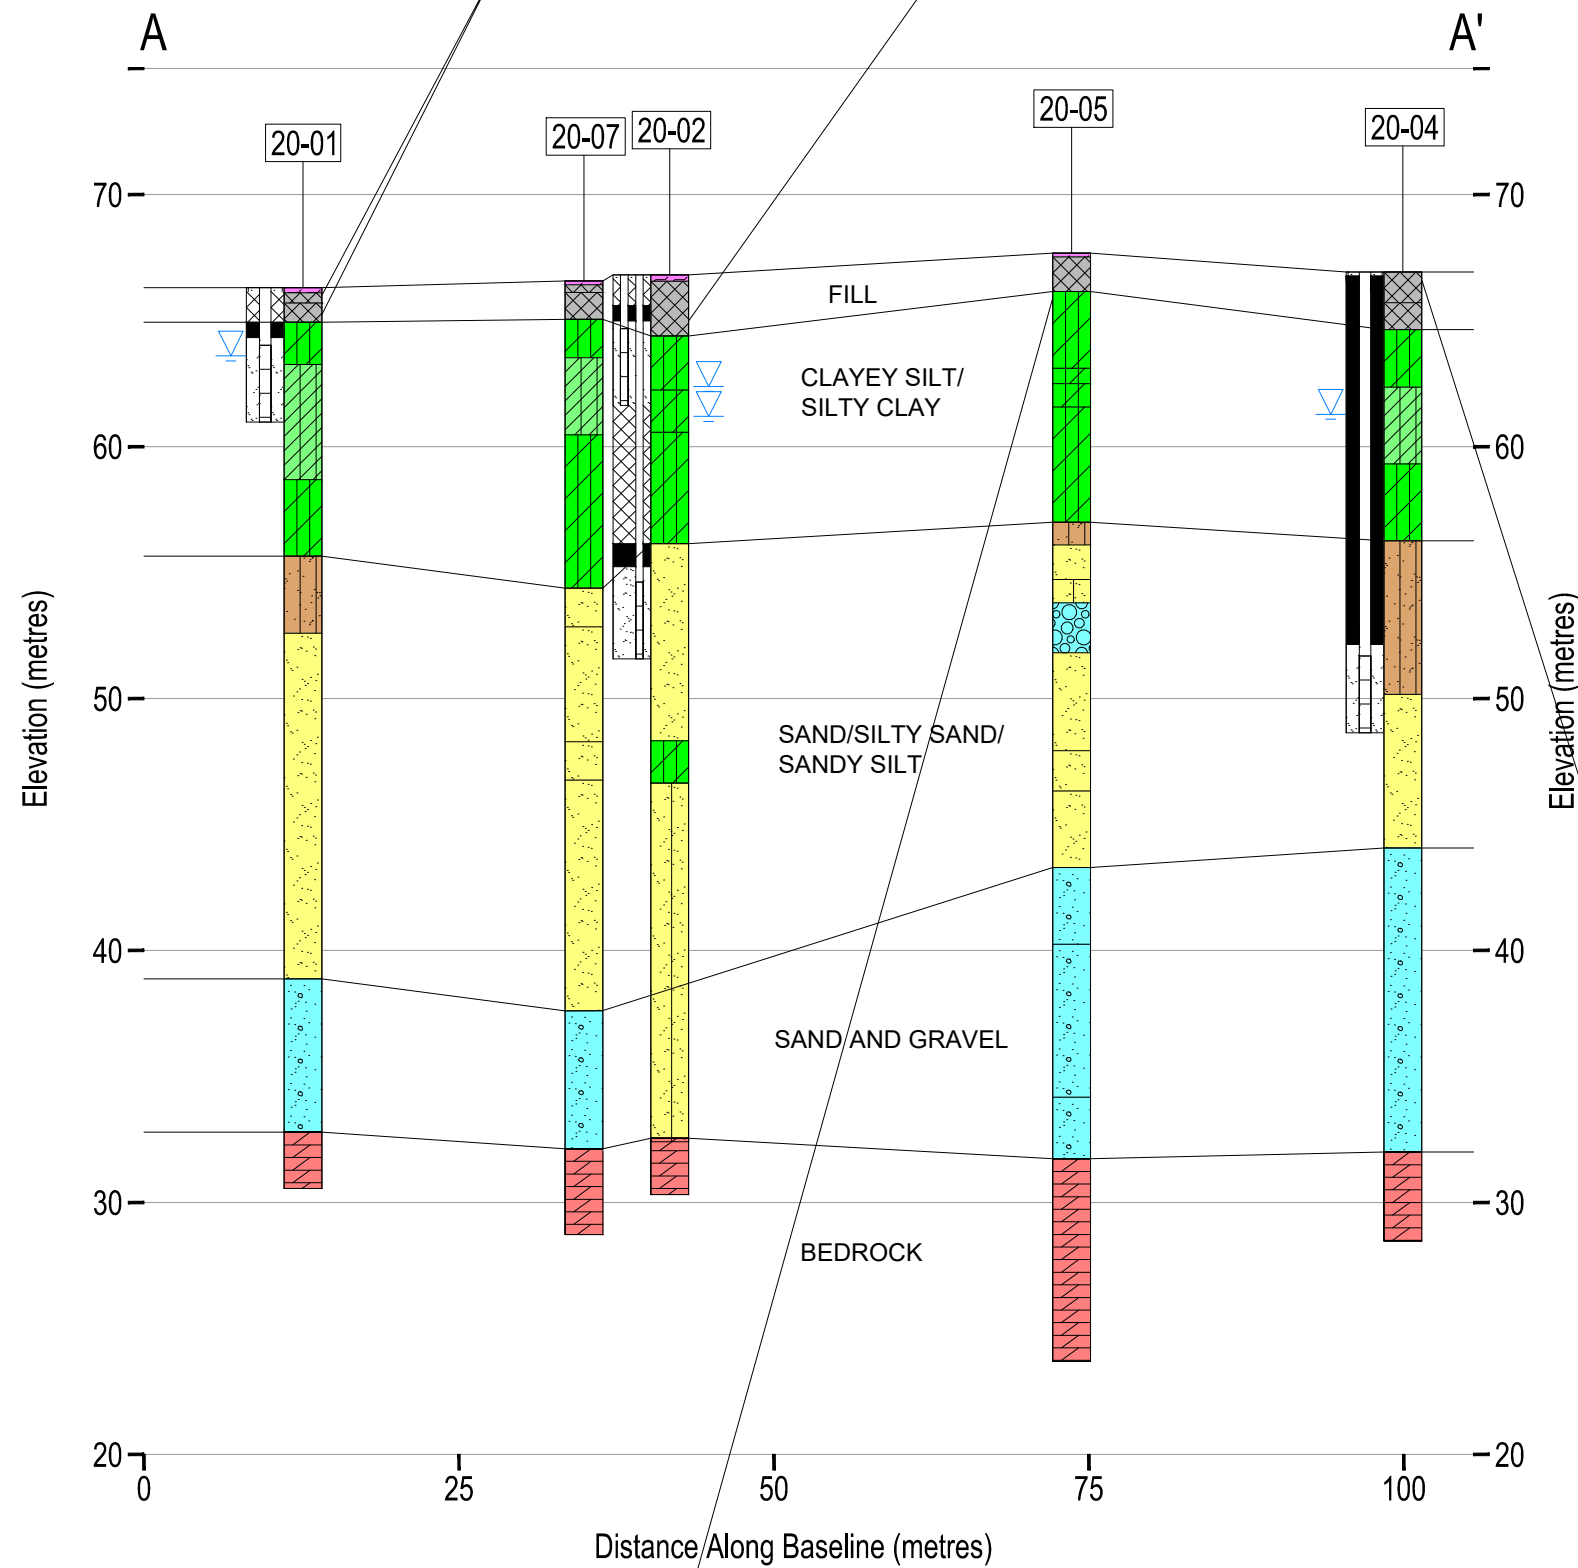 A
A'
20-01
20-07
20-02
20-05
20-04
70
70
FILL
CLAYEY SILT/
SILTY CLAY
60
60
Elevation (metres)
Elevation (metres)
50
50
SAND/SILTY SAND/
SANDY SILT
40
40
SAND AND GRAVEL
30
30
BEDROCK
20
20
0
25
50
75
100
Distance Along Baseline (metres)